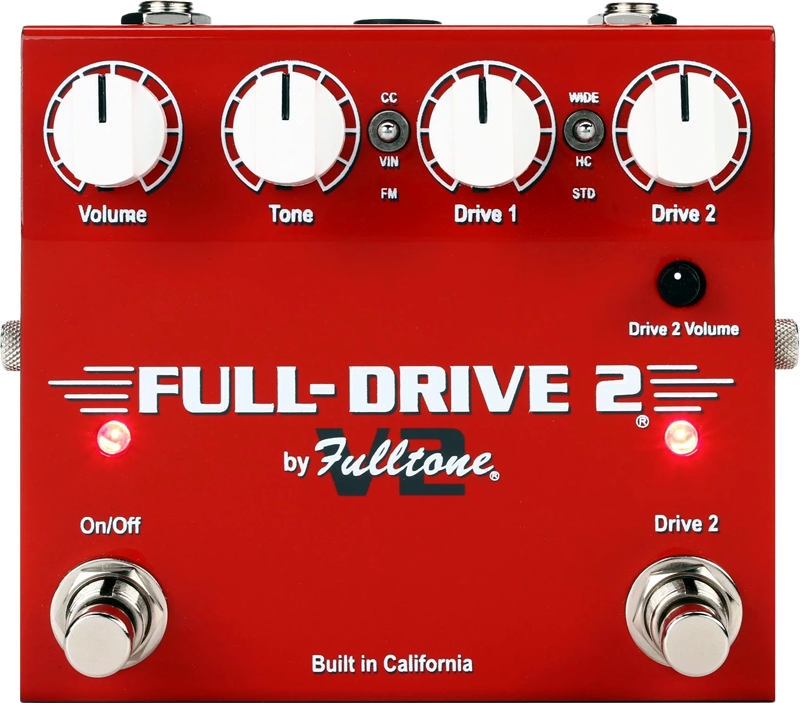 CC
WIDE
VIN
HC
Volume
Tone
FM
Drive 1
STD
Drive 2
Drive 2 Volume
FULL-DRIVE 2®
V2
by Fulltone®
On/Off
Drive 2
Built in California